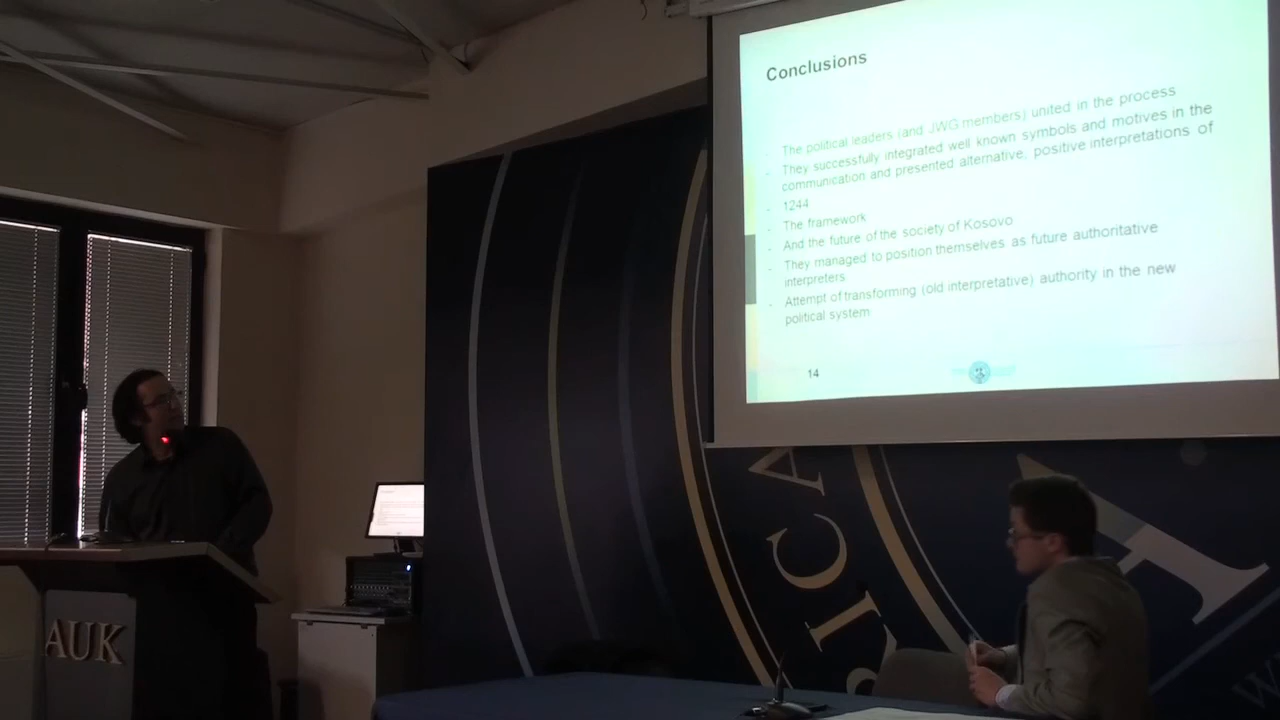 Conclusions
- The political leaders (and JWG members) united in the process
- They successfully integrated well known symbols and motives in the
communication and presented alternative, positive interpretations of
- 1244
- The framework
- And the future of the society of Kosovo
- They managed to position themselves as future authoritative
interpreters
- Attempt of transforming (old interpretative) authority in the new
political system
14
AUK
RICA